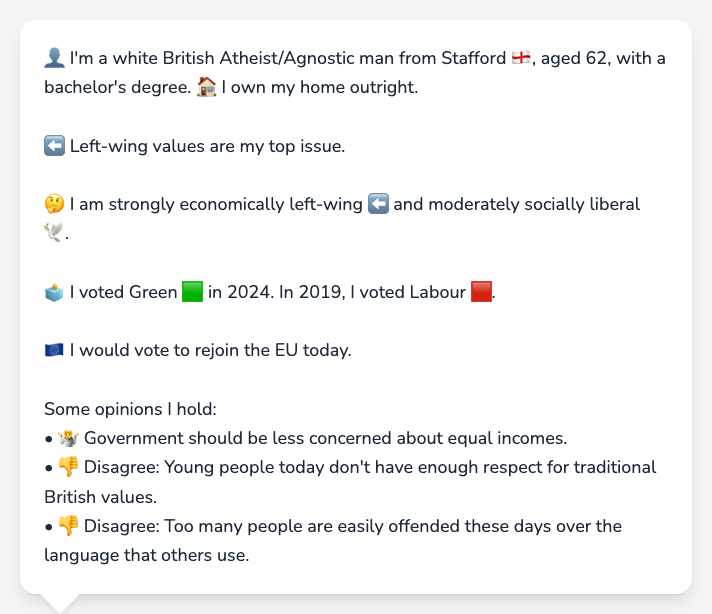 👤 I'm a white British Atheist/Agnostic man from Stafford 🏴󠁧󠁢󠁥󠁮󠁧󠁿, aged 62, with a
bachelor's degree. 🏠 I own my home outright.
⬅️ Left-wing values are my top issue.
🤔 I am strongly economically left-wing ⬅️ and moderately socially liberal
🕊️.
🗳️ I voted Green 🟩 in 2024. In 2019, I voted Labour 🟥.
🇪🇺 I would vote to rejoin the EU today.
Some opinions I hold:
• 🤷 Government should be less concerned about equal incomes.
• 👎 Disagree: Young people today don't have enough respect for traditional
British values.
• 👎 Disagree: Too many people are easily offended these days over the
language that others use.